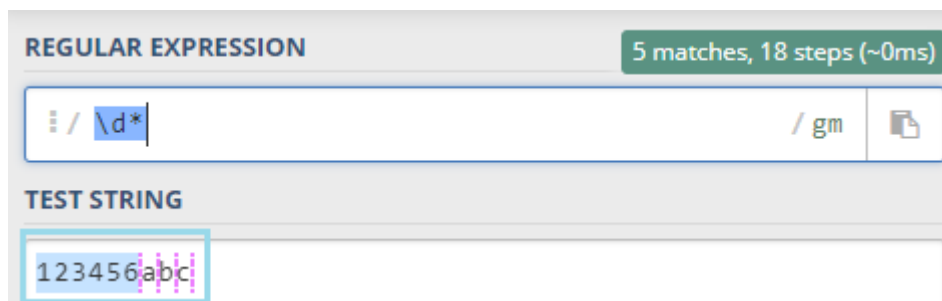 REGULAR EXPRESSION
5 matches, 18 steps (~0ms)
/ \d* / gm
TEST STRING
123456abc